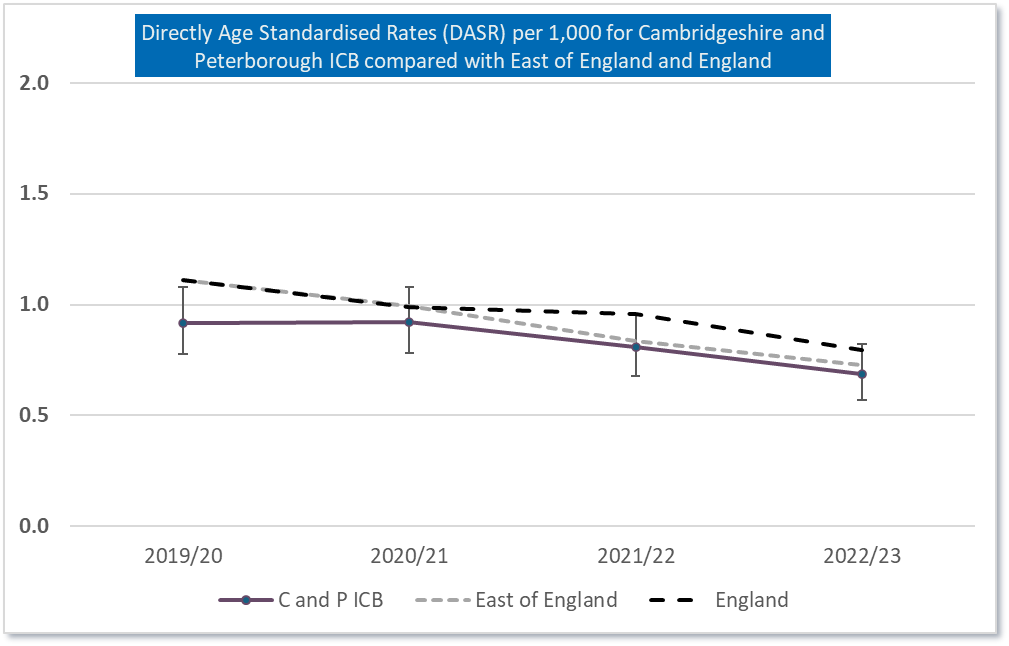 Directly Age Standardised Rates (DASR) per 1,000 for Cambridgeshire and
Peterborough ICB compared with East of England and England
2.0
1.5
1.0
0.5
0.0
2019/20 2020/21 2021/22 2022/23
C and P ICB East of England England